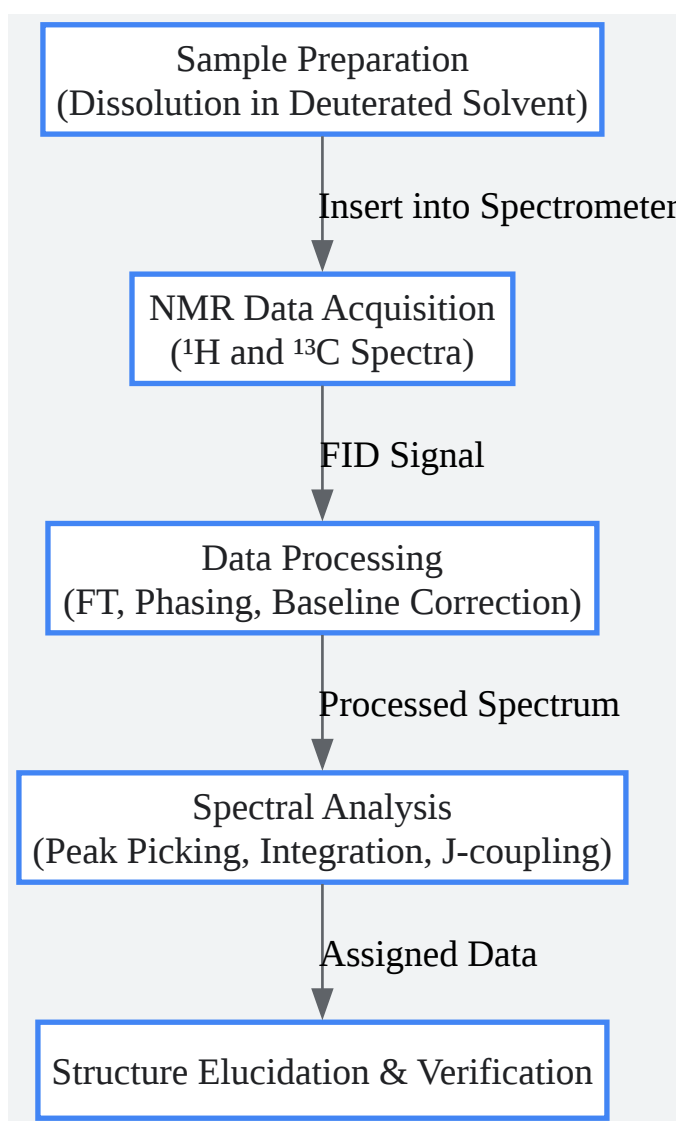 Sample Preparation
(Dissolution in Deuterated Solvent)
Insert into Spectrometer
NMR Data Acquisition
(¹H and ¹³C Spectra)
FID Signal
Data Processing
(FT, Phasing, Baseline Correction)
Processed Spectrum
Spectral Analysis
(Peak Picking, Integration, J-coupling)
Assigned Data
Structure Elucidation & Verification